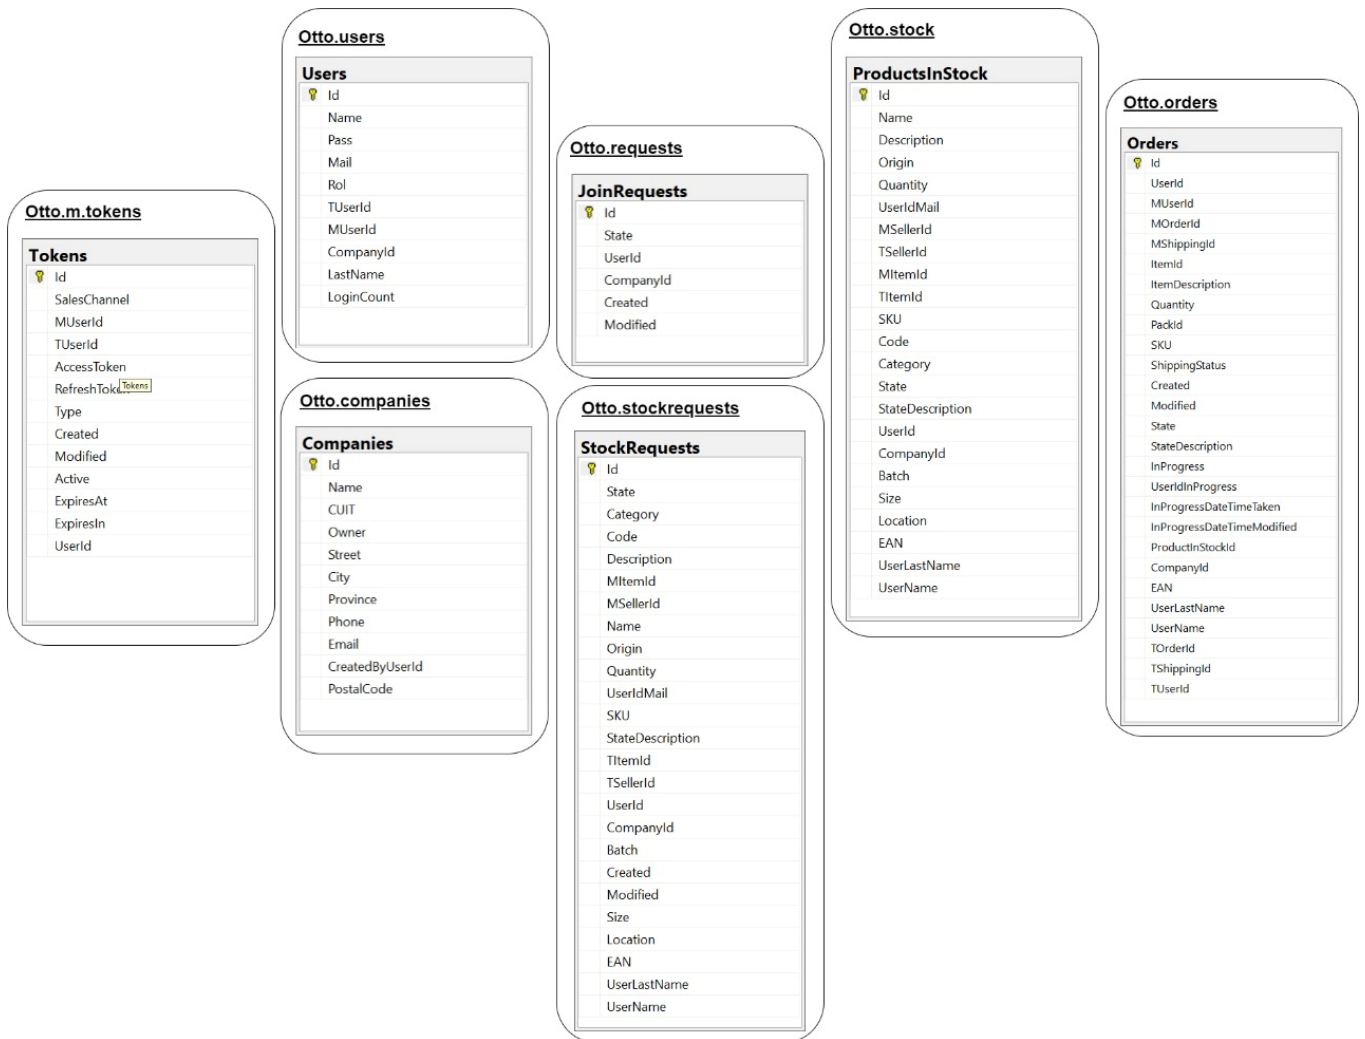 Otto.m.tokens
Tokens
Id
SalesChannel
MUserId
TUserId
AccessToken
Tokens
Type
Created
Modified
Active
ExpiresAt
ExpiresIn
UserId
Otto.users
Users
Id
Name
Pass
Mail
Rol
TUserId
MUserId
CompanyId
LastName
LoginCount
Otto.companies
Companies
Id
Name
CUIT
Owner
Street
City
Province
Phone
Email
CreatedByUserId
PostalCode
Otto.requests
JoinRequests
Id
State
UserId
CompanyId
Created
Modified
Otto.stockrequests
StockRequests
Id
State
Category
Code
Description
MItemId
MSellerId
Name
Origin
Quantity
UserIdMail
SKU
StateDescription
TItemId
TSellerId
UserId
CompanyId
Batch
Created
Modified
Size
Location
EAN
UserLastName
UserName
Otto.stock
ProductsInStock
Id
Name
Description
Origin
Quantity
UserIdMail
MSellerId
TSellerId
MItemId
TItemId
SKU
Code
Category
State
StateDescription
UserId
CompanyId
Batch
Size
Location
EAN
UserLastName
UserName
Otto.orders
Orders
Id
UserId
MUserId
MOrderId
MShippingId
ItemId
ItemDescription
Quantity
PackId
SKU
ShippingStatus
Created
Modified
State
StateDescription
InProgress
UserIdInProgress
InProgressDateTimeTaken
InProgressDateTimeModified
ProductInStockId
CompanyId
EAN
UserLastName
UserName
TOrderId
TShippingId
TUserId